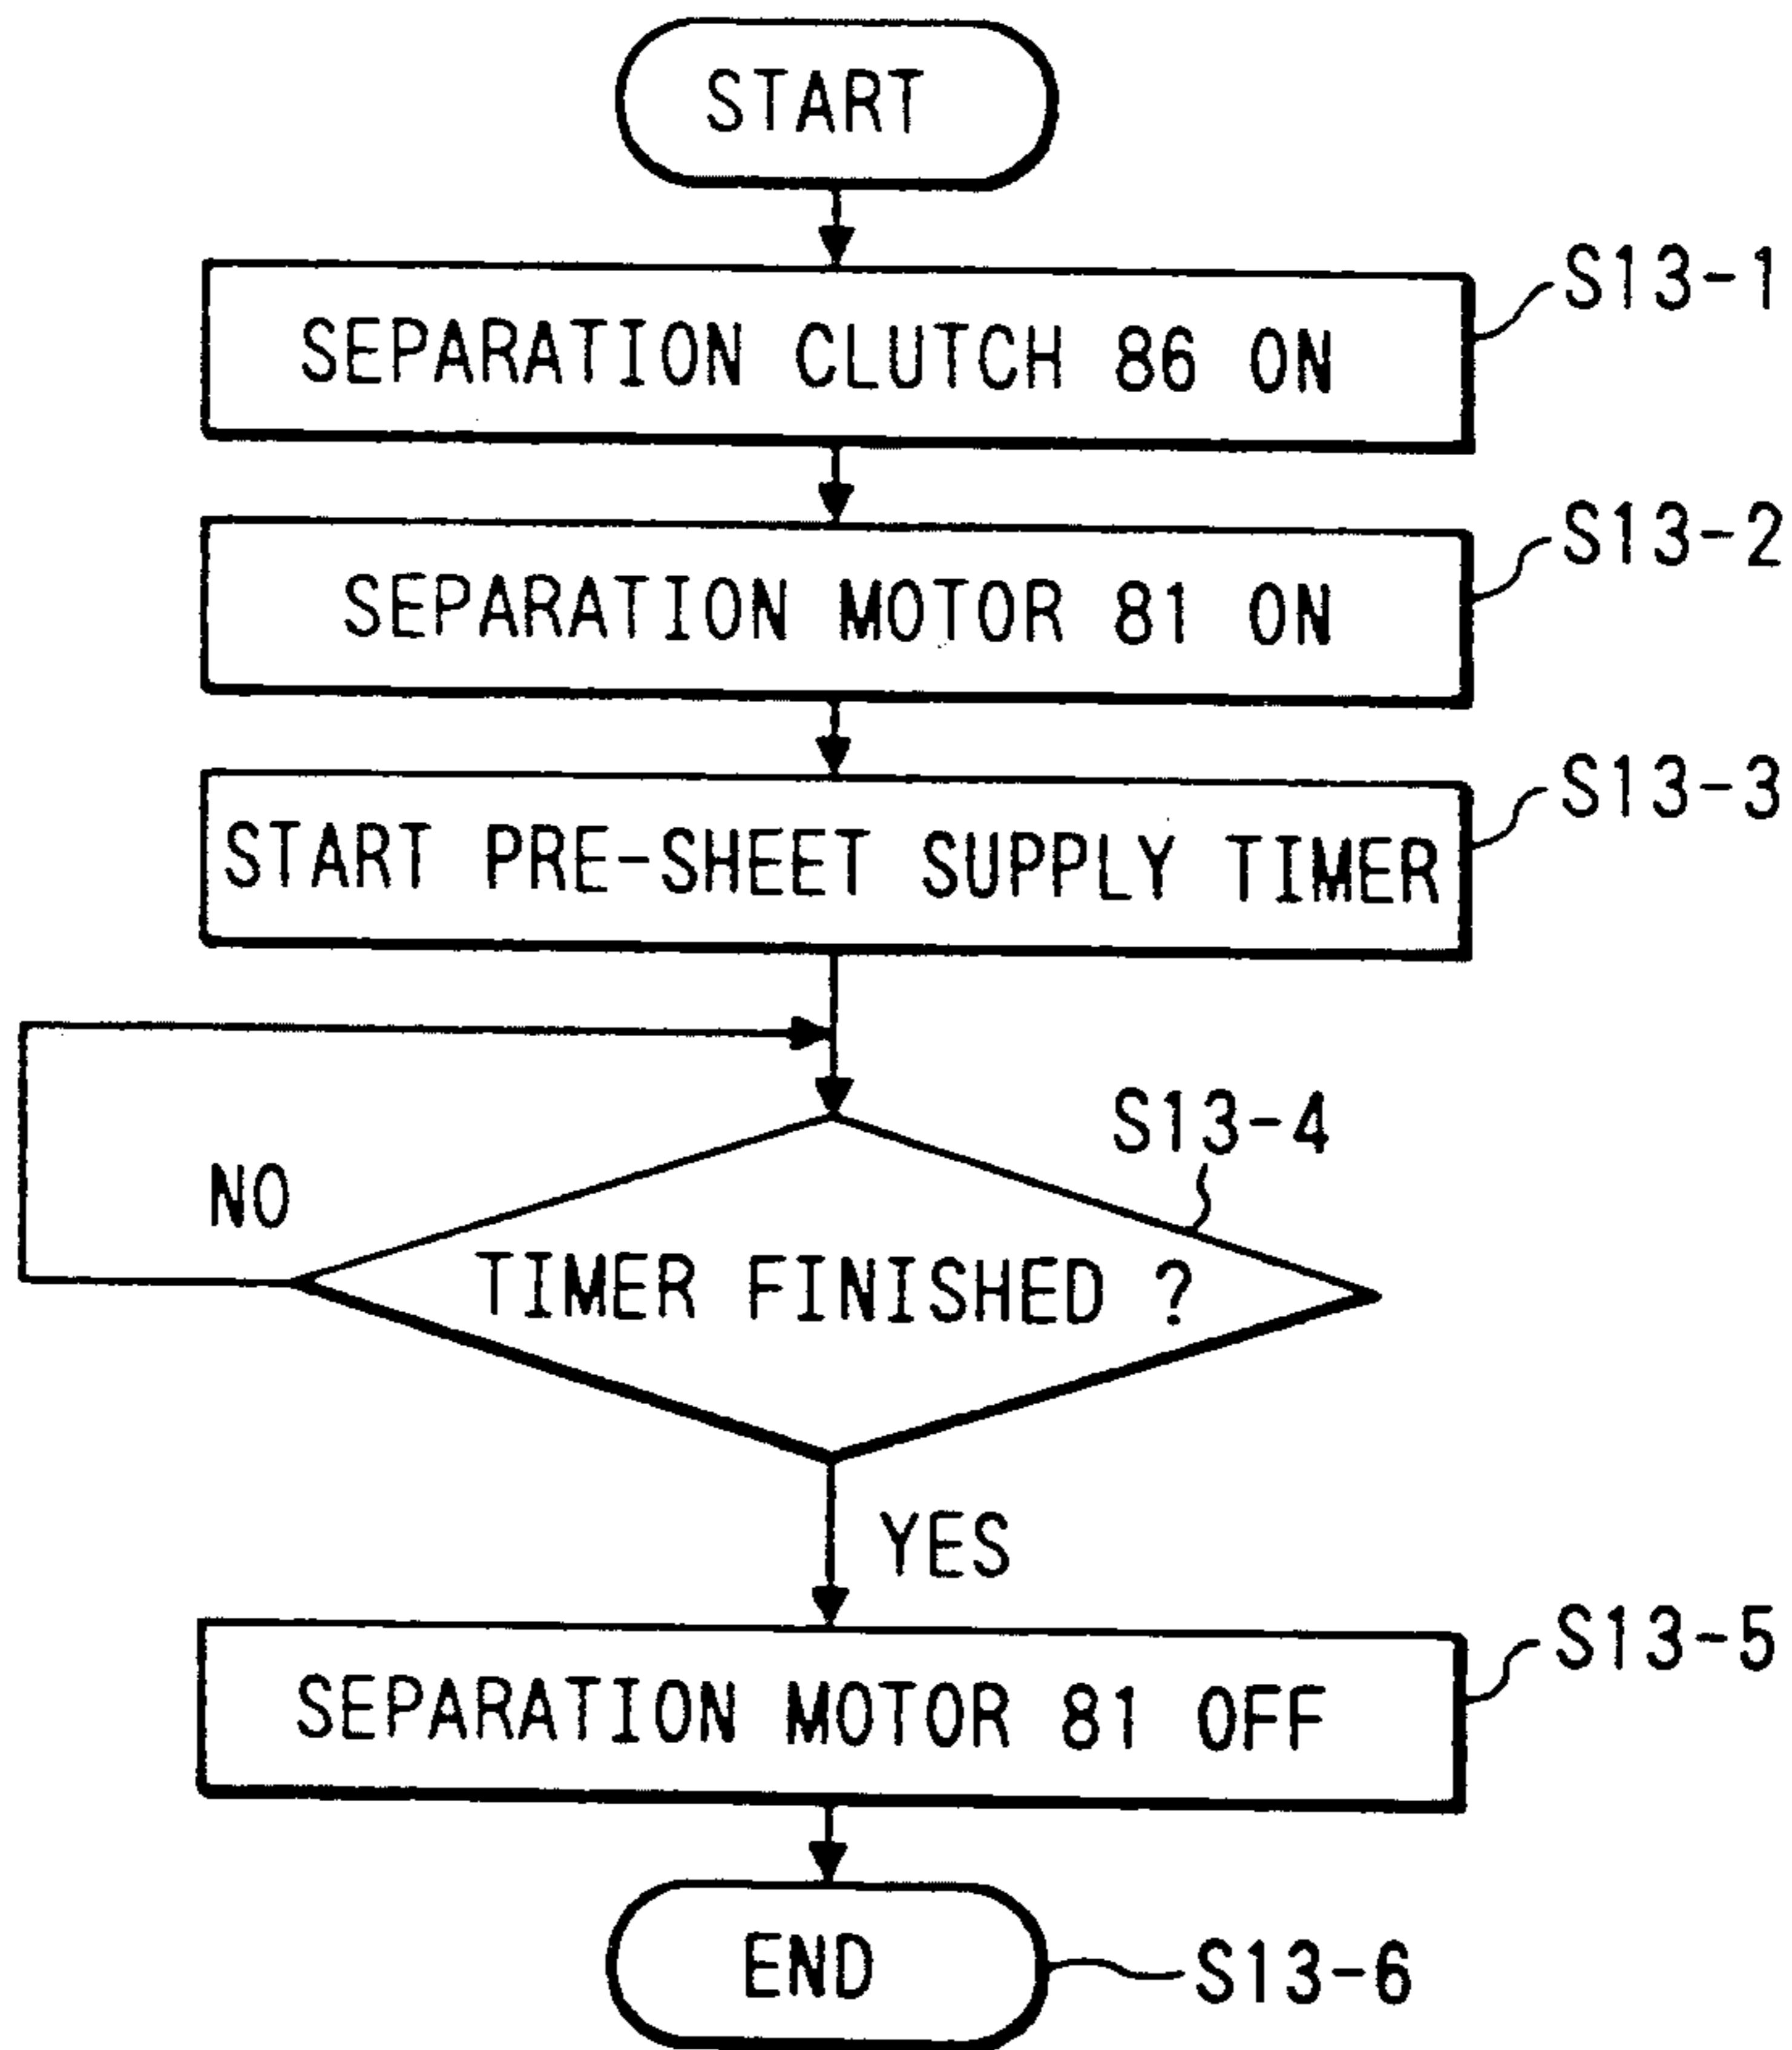 START
S13-1
SEPARATION CLUTCH 86 ON
S13-2
SEPARATION MOTOR 81 ON
S13-3
START PRE-SHEET SUPPLY TIMER
S13-4
NO
TIMER FINISHED ?
YES
S13-5
SEPARATION MOTOR 81 OFF
END
S13-6